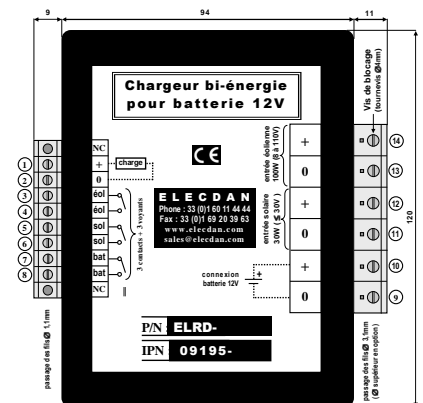 9
94
11
Chargeur bi-énergie
pour batterie 12V
Vis de blocage
(tournevis Ø4mm)
CE
entrée éolienne
100W (8 à 110V)
entrée solaire
30W ( ≤ 30V )
NC
+
charge
0
éol
éol
sol
sol
bat
bat
NC
3 contacts + 3 voyants
1
2
3
4
5
6
7
8
ELECDAN
Phone : 33 (0)1 60 11 44 44
Fax : 33 (0)1 69 20 39 63
www.elecdan.com
sales@elecdan.com
connexion
batterie 12V
+
+
0
+
0
+
0
14
13
12
11
10
9
120
P/N : ELRD-
IPN 09195-
passage des fils Ø 1,1mm
passage des fils Ø 3,1mm
( Ø supérieur en option)